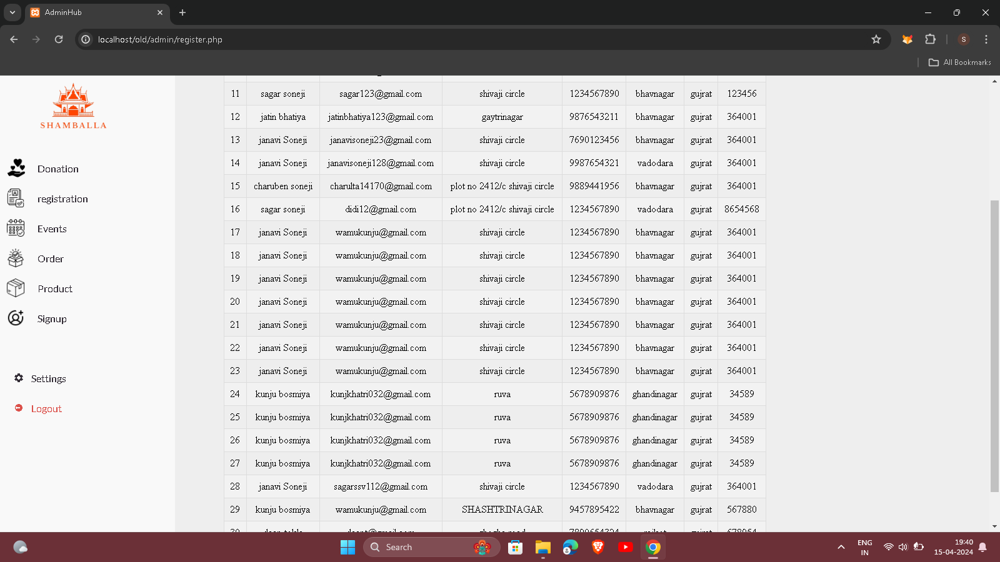 AdminHub
localhost/old/admin/register.php
All Bookmarks
SHAMBALLA
Donation
registration
Events
Order
Product
Signup
Settings
Logout
11 sagar soneji sagar123@gmail.com shivaji circle 1234567890 bhavnagar gujrat 123456
12 jatin bhatiya jatinbhatiya123@gmail.com gaytrinagar 9876543211 bhavnagar gujrat 364001
13 janavi Soneji janavisoneji23@gmail.com shivaji circle 7690123456 bhavnagar gujrat 364001
14 janavi Soneji janavisoneji128@gmail.com shivaji circle 9987654321 vadodara gujrat 364001
15 charuben soneji charulta14170@gmail.com plot no 2412/c shivaji circle 9889441956 bhavnagar gujrat 364001
16 sagar soneji didi12@gmail.com plot no 2412/c shivaji circle 1234567890 vadodara gujrat 8654568
17 janavi Soneji wamukunju@gmail.com shivaji circle 1234567890 bhavnagar gujrat 364001
18 janavi Soneji wamukunju@gmail.com shivaji circle 1234567890 bhavnagar gujrat 364001
19 janavi Soneji wamukunju@gmail.com shivaji circle 1234567890 bhavnagar gujrat 364001
20 janavi Soneji wamukunju@gmail.com shivaji circle 1234567890 bhavnagar gujrat 364001
21 janavi Soneji wamukunju@gmail.com shivaji circle 1234567890 bhavnagar gujrat 364001
22 janavi Soneji wamukunju@gmail.com shivaji circle 1234567890 bhavnagar gujrat 364001
23 janavi Soneji wamukunju@gmail.com shivaji circle 1234567890 bhavnagar gujrat 364001
24 kunju bosmiya kunjkhatri032@gmail.com ruva 5678909876 ghandinagar gujrat 34589
25 kunju bosmiya kunjkhatri032@gmail.com ruva 5678909876 ghandinagar gujrat 34589
26 kunju bosmiya kunjkhatri032@gmail.com ruva 5678909876 ghandinagar gujrat 34589
27 kunju bosmiya kunjkhatri032@gmail.com ruva 5678909876 ghandinagar gujrat 34589
28 janavi Soneji sagarssv112@gmail.com shivaji circle 1234567890 vadodara gujrat 364001
29 kunju bosmiya wamukunju@gmail.com SHASHTRINAGAR 9457895422 bhavnagar gujrat 567880
Search
ENG
IN
19:40
15-04-2024